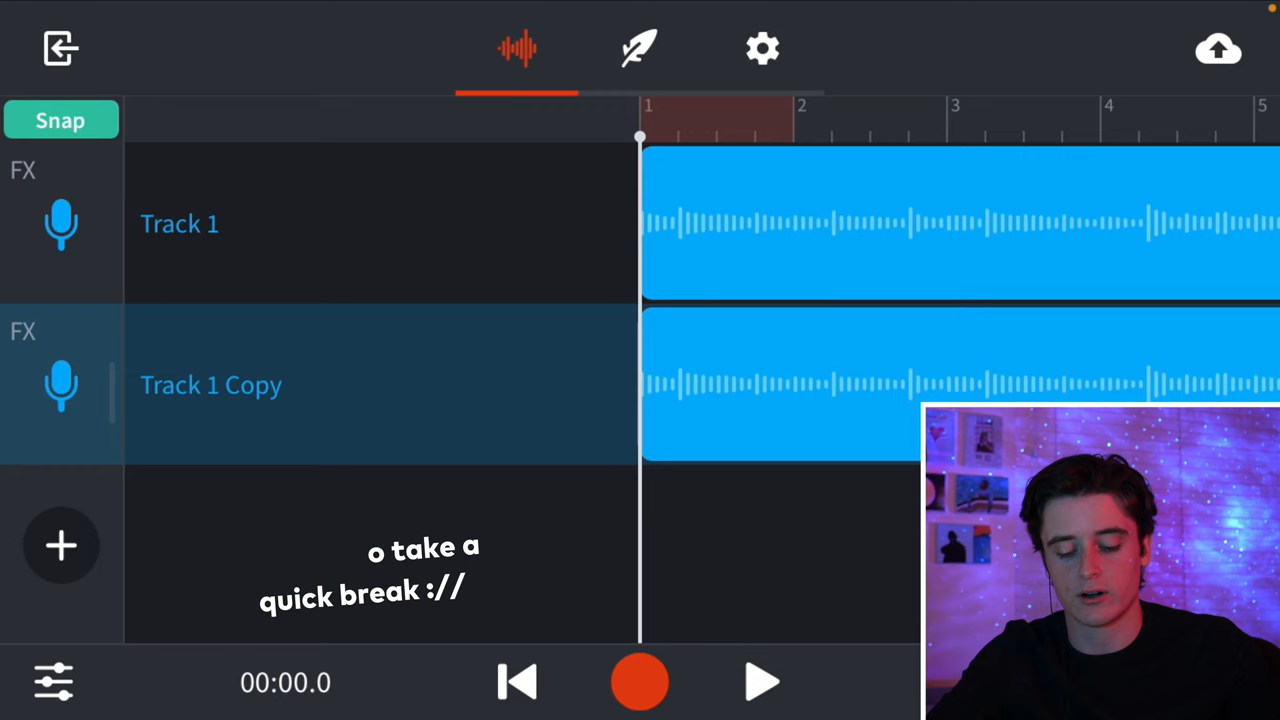 Snap
1 2 3 4 5
FX
Track 1
FX
Track 1 Copy
o take a
quick break ://
00:00.0